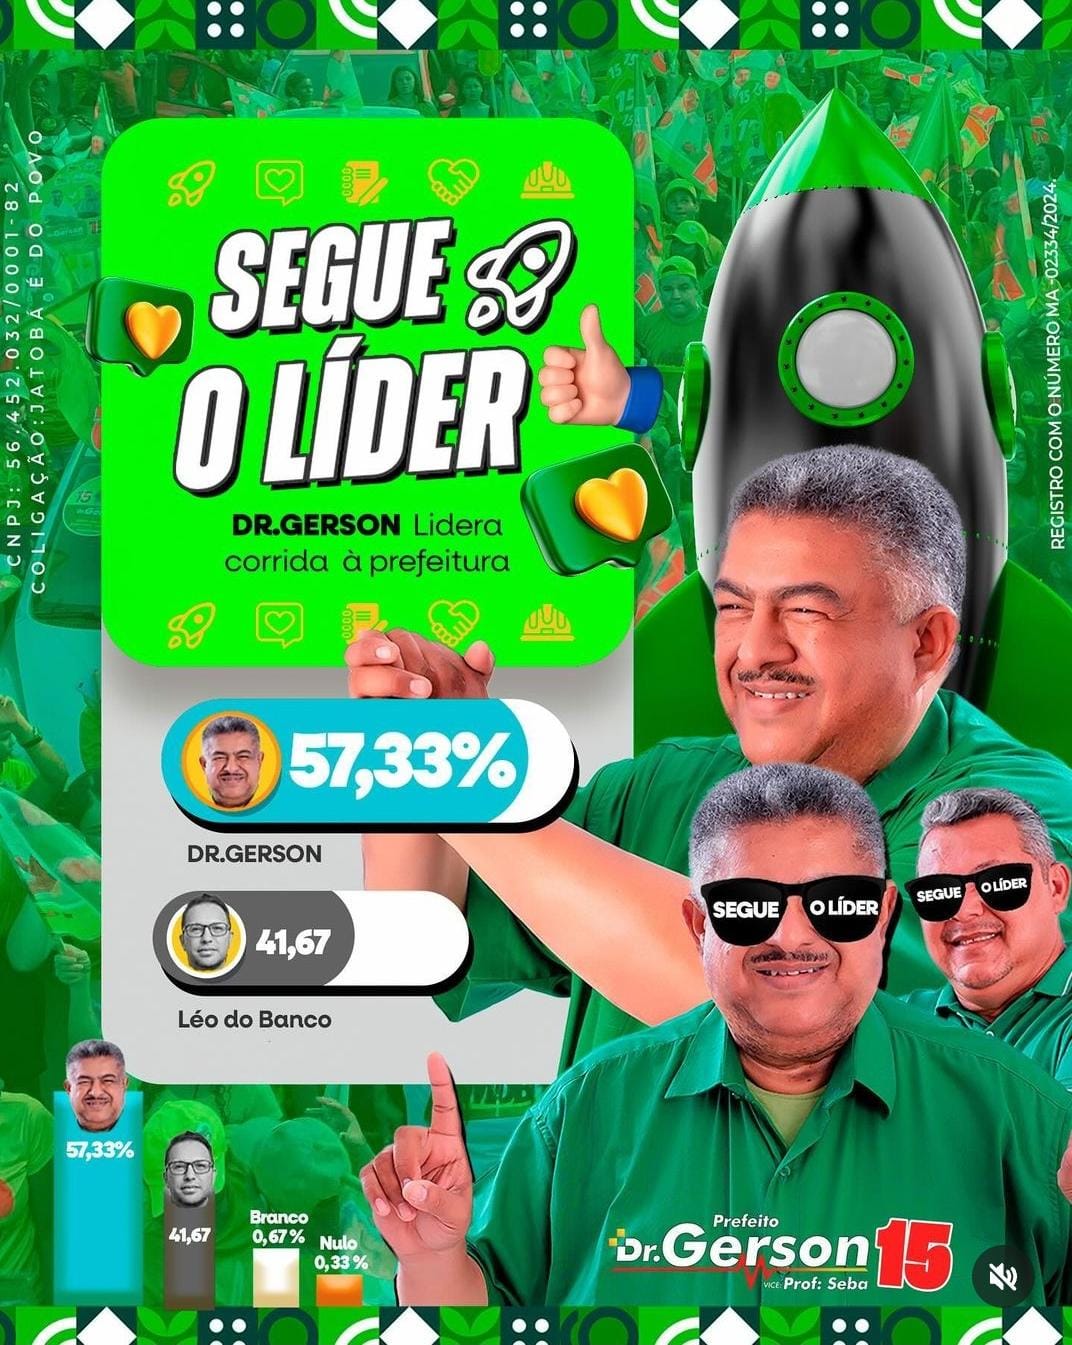 CNPJ: 56.452.032/0001-82
COLIGAÇÃO:JATOBÁ É DO POVO
REGISTRO COM O NÚMERO MA -02334/2024.
SEGUE
O LÍDER
DR.GERSON Lidera
corrida à prefeitura
57,33%
DR.GERSON
41,67
Léo do Banco
SEGUE O LÍDER
SEGUE O LÍDER
57,33%
41,67
Branco
0,67%
Nulo
0,33%
Prefeito
Dr.Gerson 15
VICE: Prof: Seba